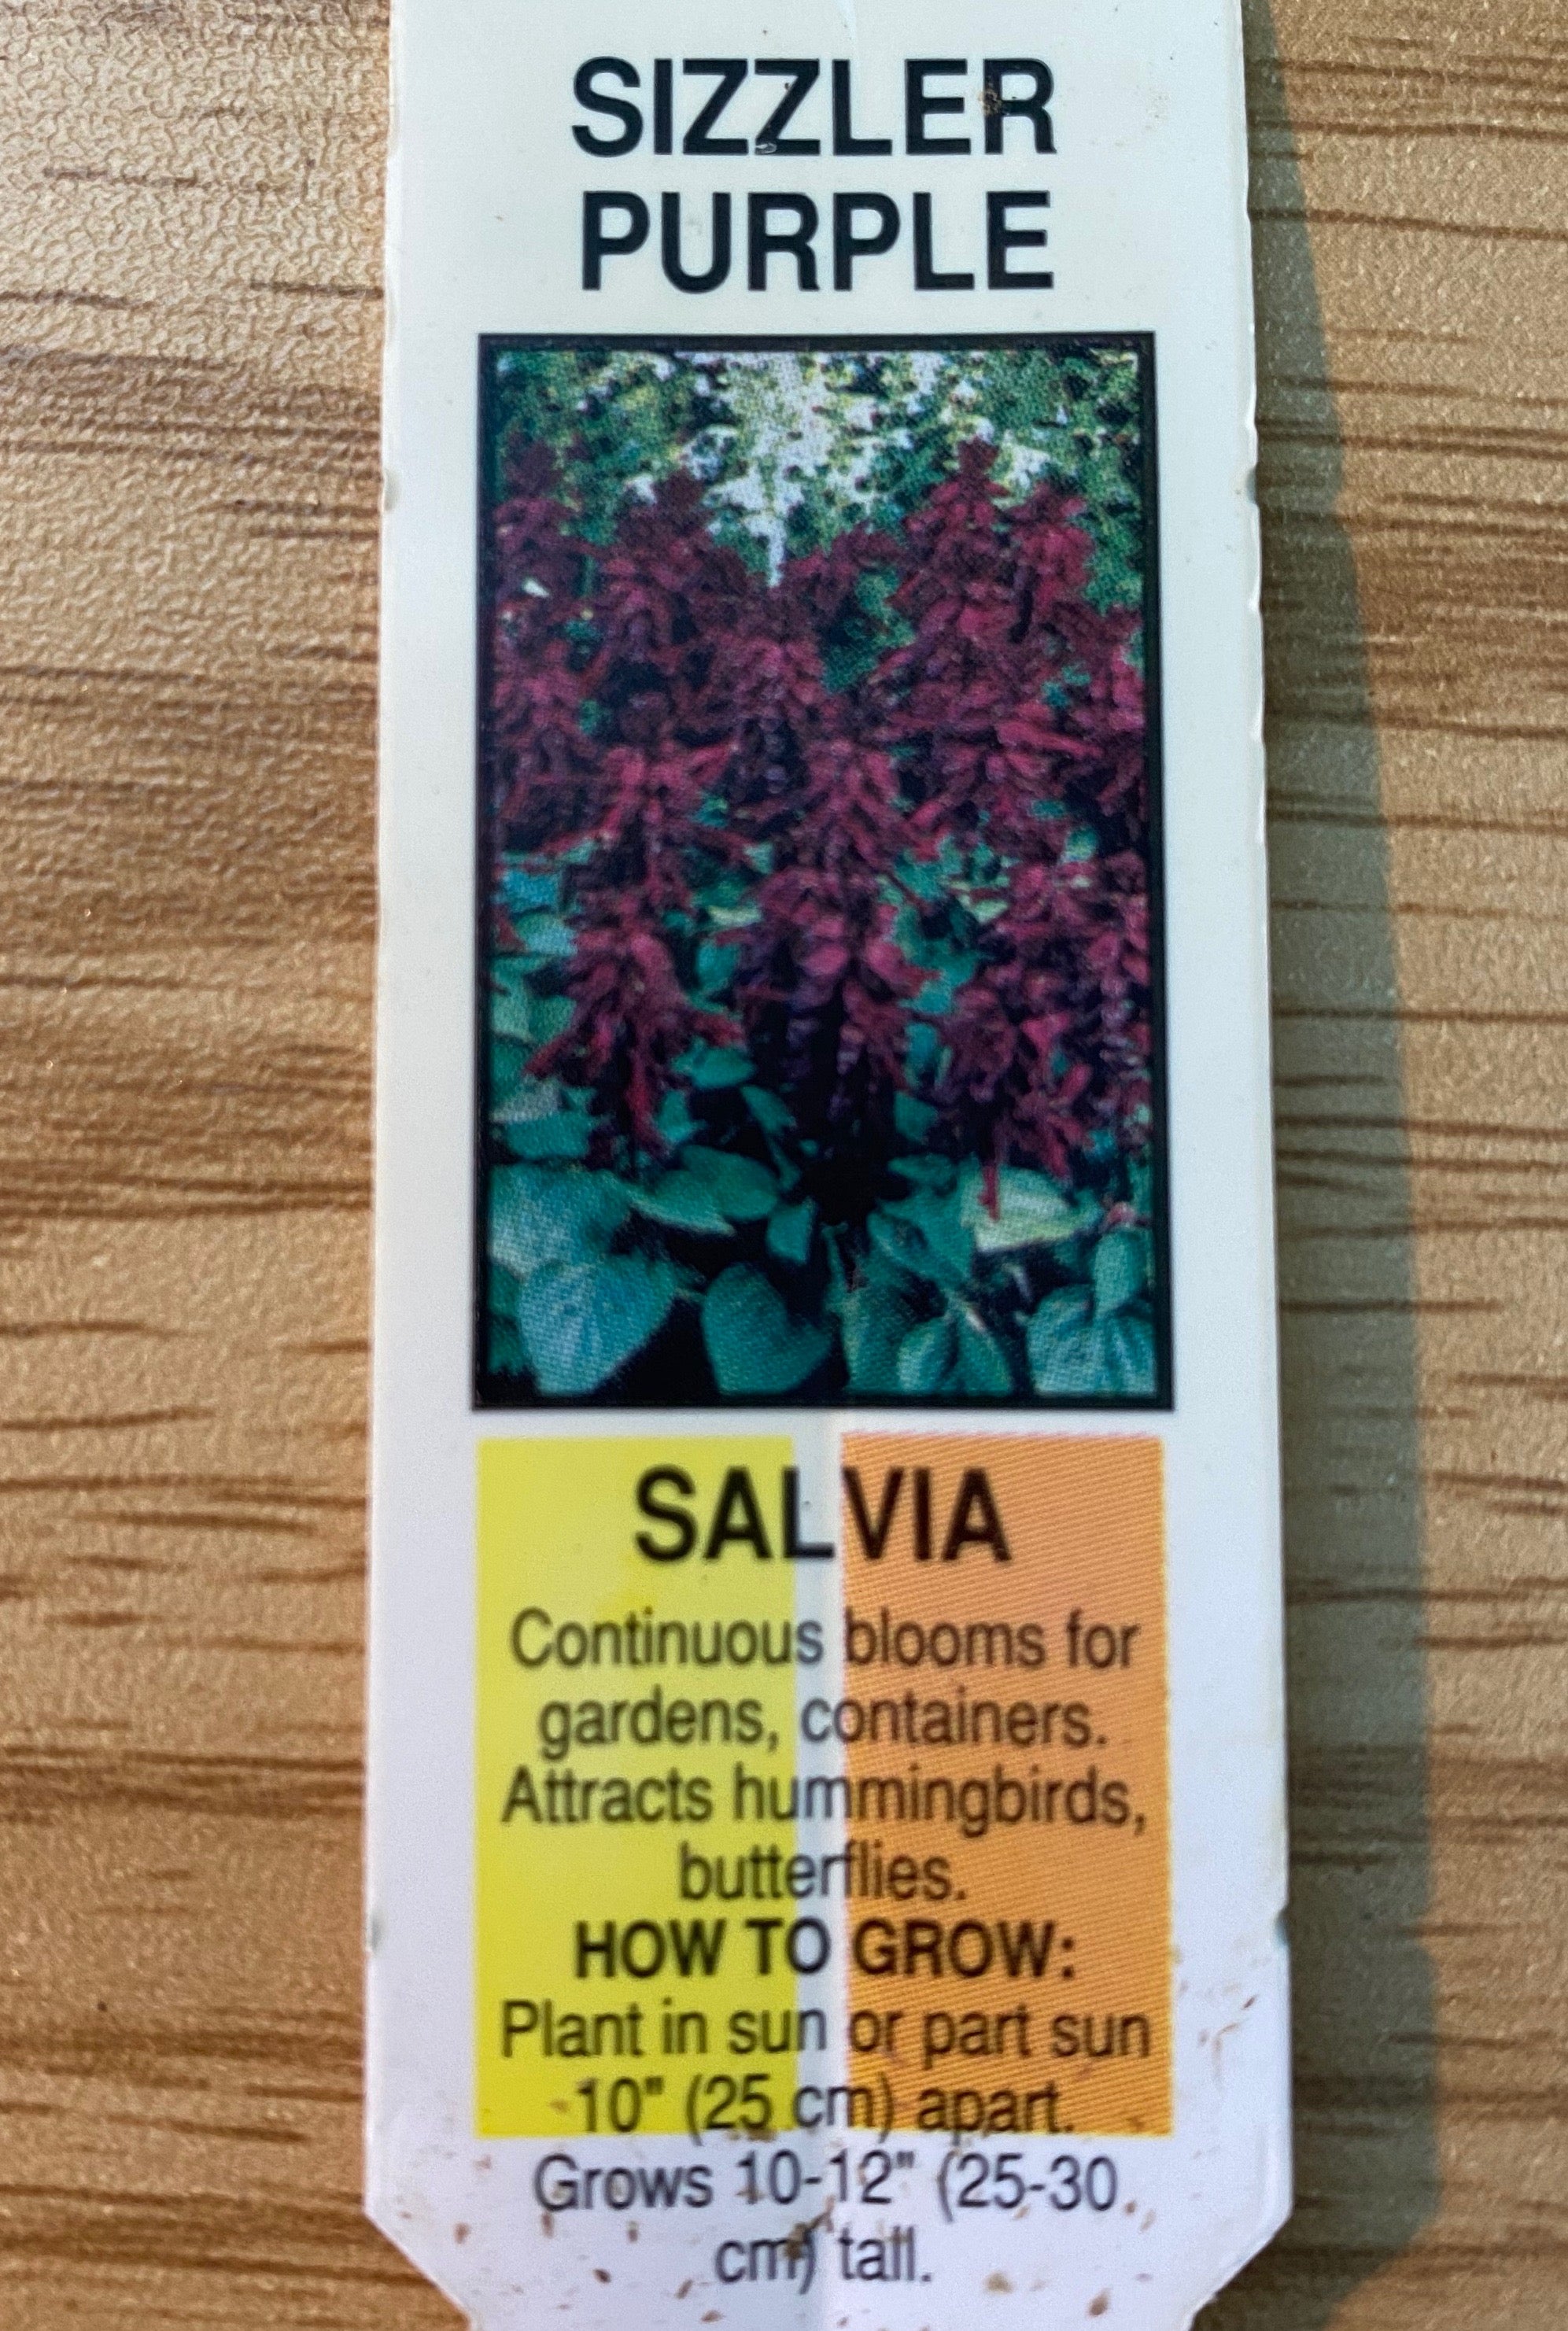 SIZZLER
PURPLE
SALVIA
Continuous blooms for
gardens, containers.
Attracts hummingbirds,
butterflies.
HOW TO GROW:
Plant in sun or part sun
10" (25 cm) apart.
Grows 10-12" (25-30
cm) tall.